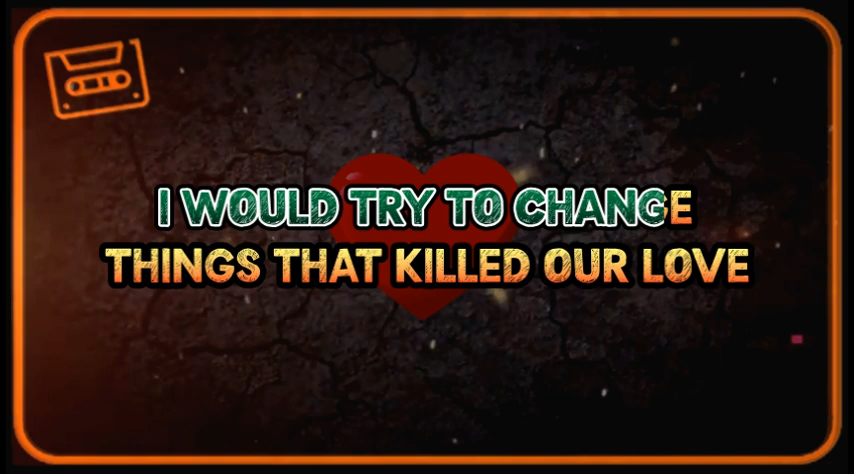 I WOULD TRY TO CHANGE
THINGS THAT KILLED OUR LOVE